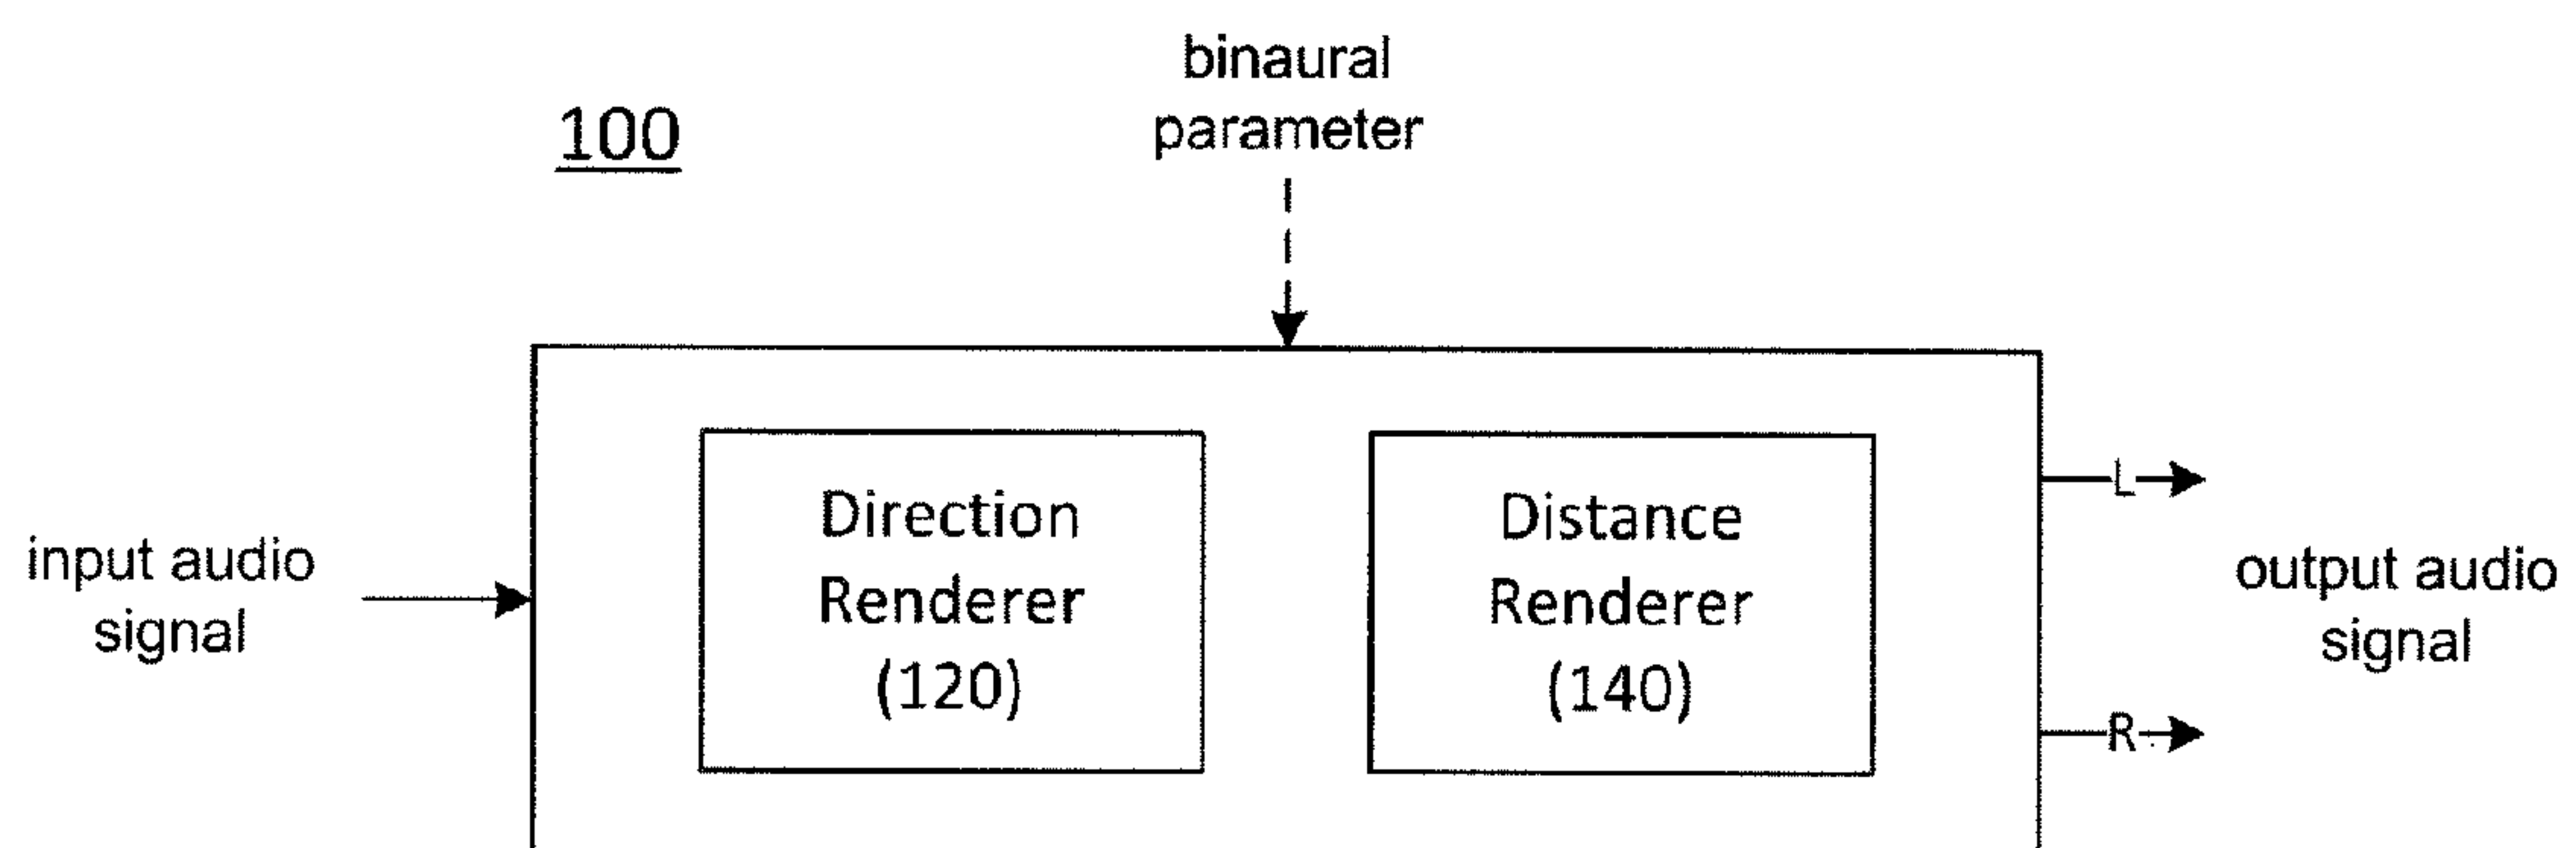 binaural
parameter
100
Direction
Renderer
(120)
Distance
Renderer
(140)
input audio
signal
L
R
output audio
signal